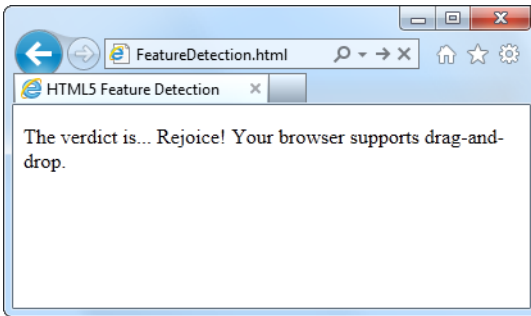 FeatureDetection.html
HTML5 Feature Detection
The verdict is... Rejoice! Your browser supports drag-and-
drop.